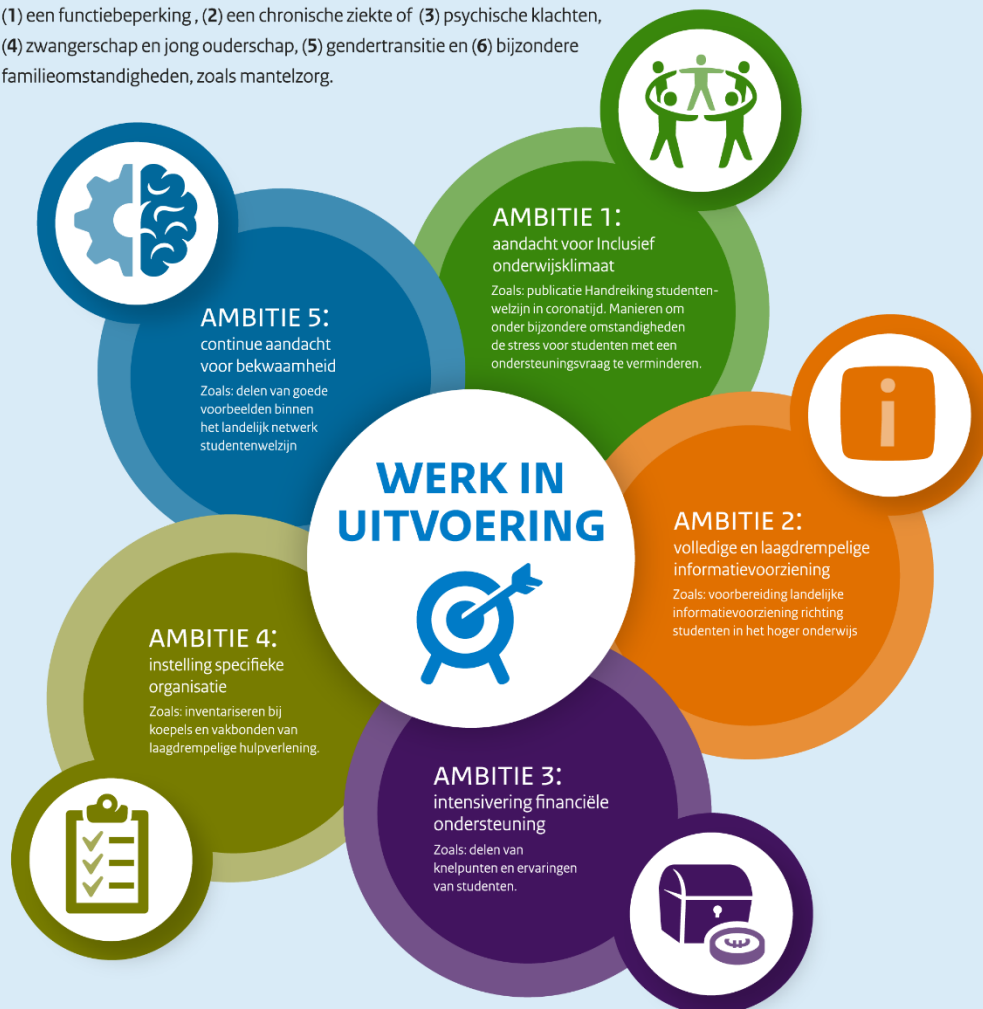 (1) een functiebeperking , (2) een chronische ziekte of (3) psychische klachten,
(4) zwangerschap en jong ouderschap, (5) gendertransitie en (6) bijzondere
familieomstandigheden, zoals mantelzorg.
AMBITIE 1:
aandacht voor Inclusief
onderwijsklimaat
Zoals: publicatie Handreiking studenten-
welzijn in coronatijd. Manieren om
onder bijzondere omstandigheden
de stress voor studenten met een
ondersteuningsvraag te verminderen.
AMBITIE 5:
continue aandacht
voor bekwaamheid
Zoals: delen van goede
voorbeelden binnen
het landelijk netwerk
studentenwelzijn
WERK IN
UITVOERING
i
AMBITIE 2:
volledige en laagdrempelige
informatievoorziening
Zoals: voorbereiding landelijke
informatievoorziening richting
studenten in het hoger onderwijs
AMBITIE 4:
instelling specifieke
organisatie
Zoals: inventariseren bij
koepels en vakbonden van
laagdrempelige hulpverlening.
AMBITIE 3:
intensivering financiële
ondersteuning
Zoals: delen van
knelpunten en ervaringen
van studenten.